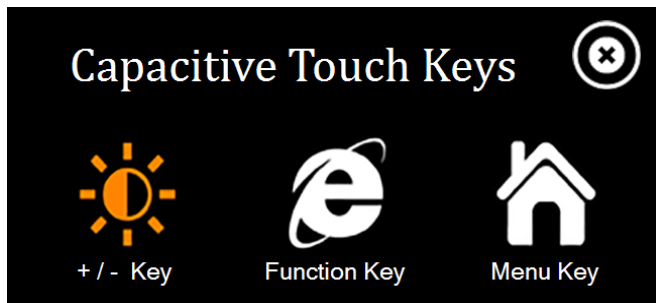 Capacitive Touch Keys
+ / - Key
Function Key
Menu Key